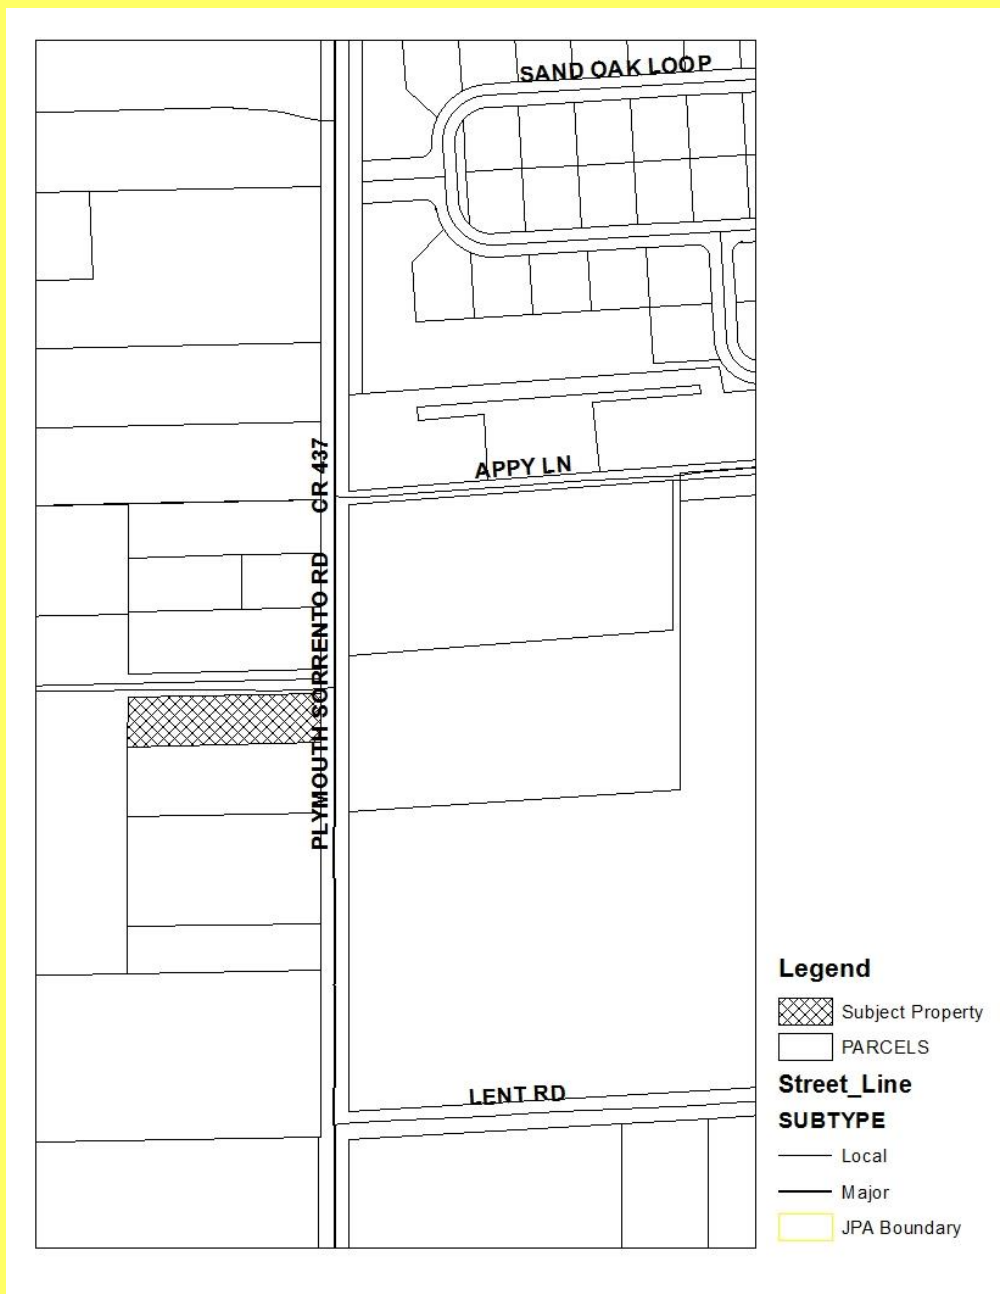 SAND OAK LOOP
CR 437
APPY LN
PLYMOUTH SORRENTO RD
LENT RD
Legend
Subject Property
PARCELS
Street_Line
SUBTYPE
Local
Major
JPA Boundary